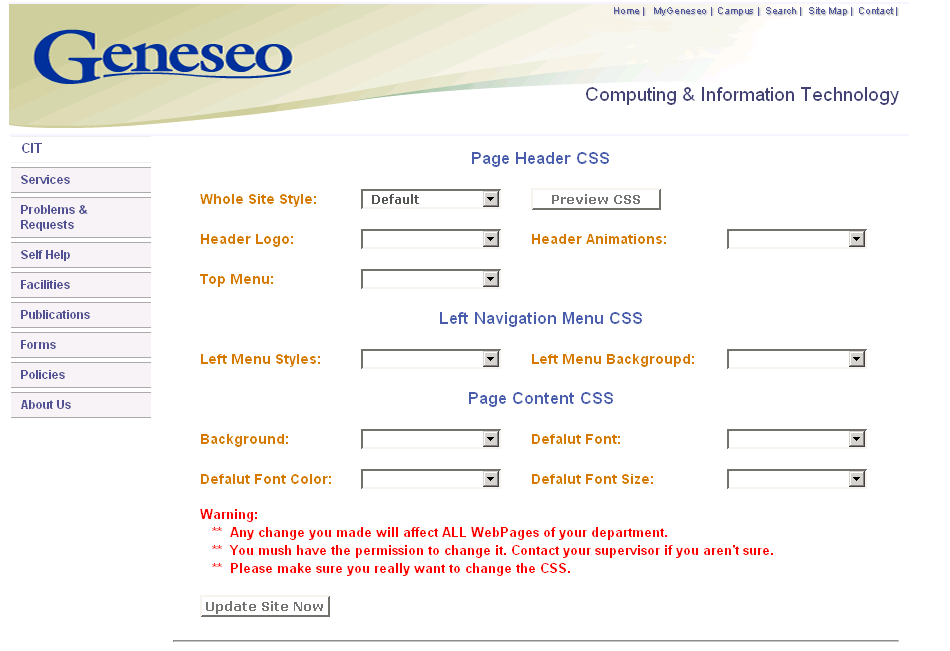 Home | MyGeneseo | Campus | Search | Site Map | Contact |
Geneseo
Computing & Information Technology
CIT
Services
Problems &
Requests
Self Help
Facilities
Publications
Forms
Policies
About Us
Page Header CSS
Whole Site Style: Default Preview CSS
Header Logo: Header Animations:
Top Menu:
Left Navigation Menu CSS
Left Menu Styles: Left Menu Backgroupd:
Page Content CSS
Background: Defalut Font:
Defalut Font Color: Defalut Font Size:
Warning:
** Any change you made will affect ALL WebPages of your department.
** You mush have the permission to change it. Contact your supervisor if you aren't sure.
** Please make sure you really want to change the CSS.
Update Site Now